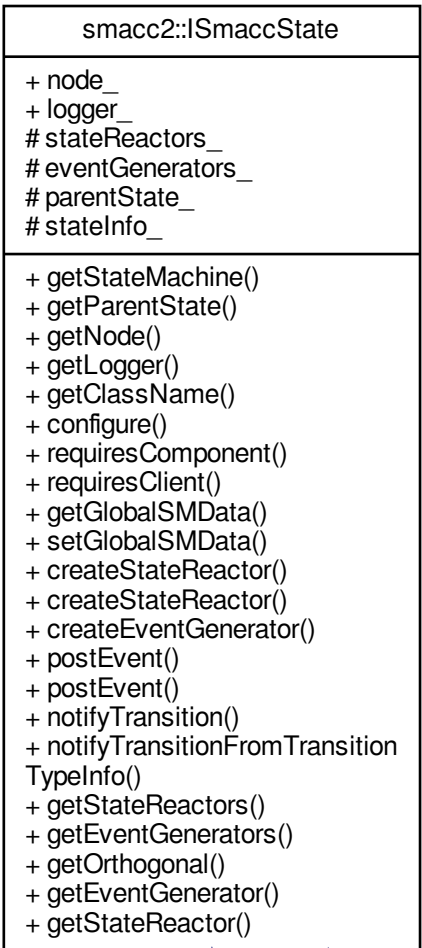 smacc2::ISmaccState
+ node_
+ logger_
# stateReactors_
# eventGenerators_
# parentState_
# stateInfo_
+ getStateMachine()
+ getParentState()
+ getNode()
+ getLogger()
+ getClassName()
+ configure()
+ requiresComponent()
+ requiresClient()
+ getGlobalSMData()
+ setGlobalSMData()
+ createStateReactor()
+ createStateReactor()
+ createEventGenerator()
+ postEvent()
+ postEvent()
+ notifyTransition()
+ notifyTransitionFromTransition
TypeInfo()
+ getStateReactors()
+ getEventGenerators()
+ getOrthogonal()
+ getEventGenerator()
+ getStateReactor()